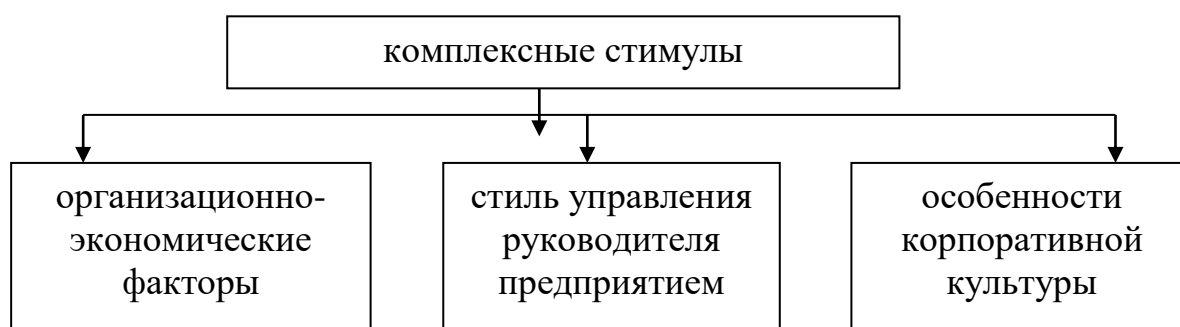 комплексные стимулы
организационно-
экономические
факторы
стиль управления
руководителя
предприятием
особенности
корпоративной
культуры